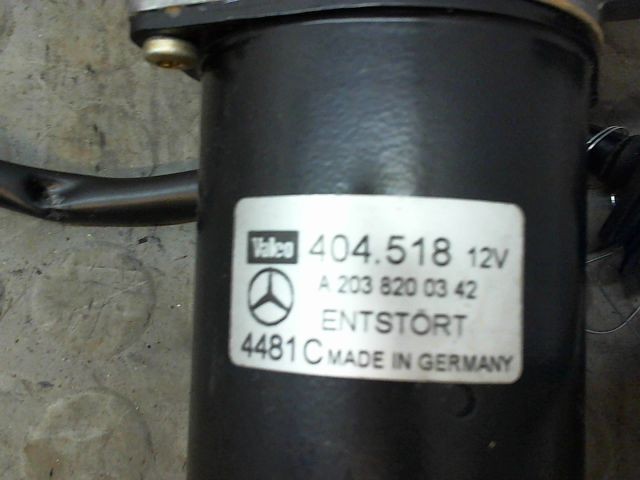 Valeo 404.518 12V
A 203 820 03 42
ENTSTÖRT
4481 C MADE IN GERMANY